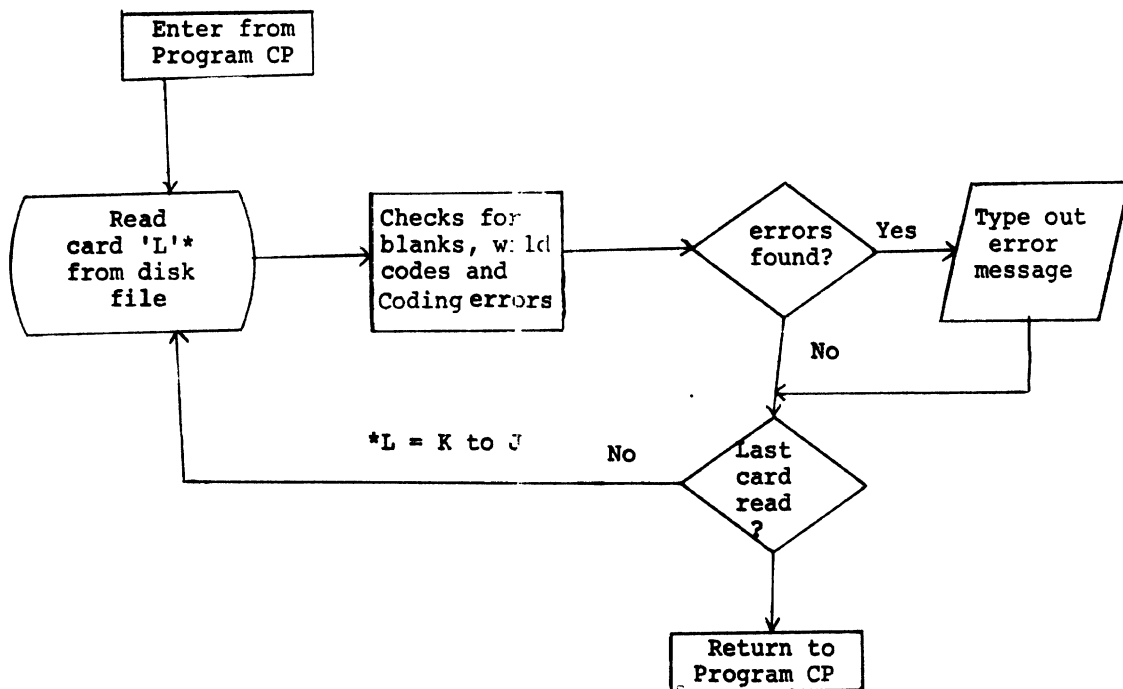 Enter from
Program CP
Read
card 'L'*
from disk
file
Checks for
blanks, wild
codes and
Coding errors
errors
found?
Yes
Type out
error
message
No
*L = K to J
No
Last
card
read
?
Return to
Program CP